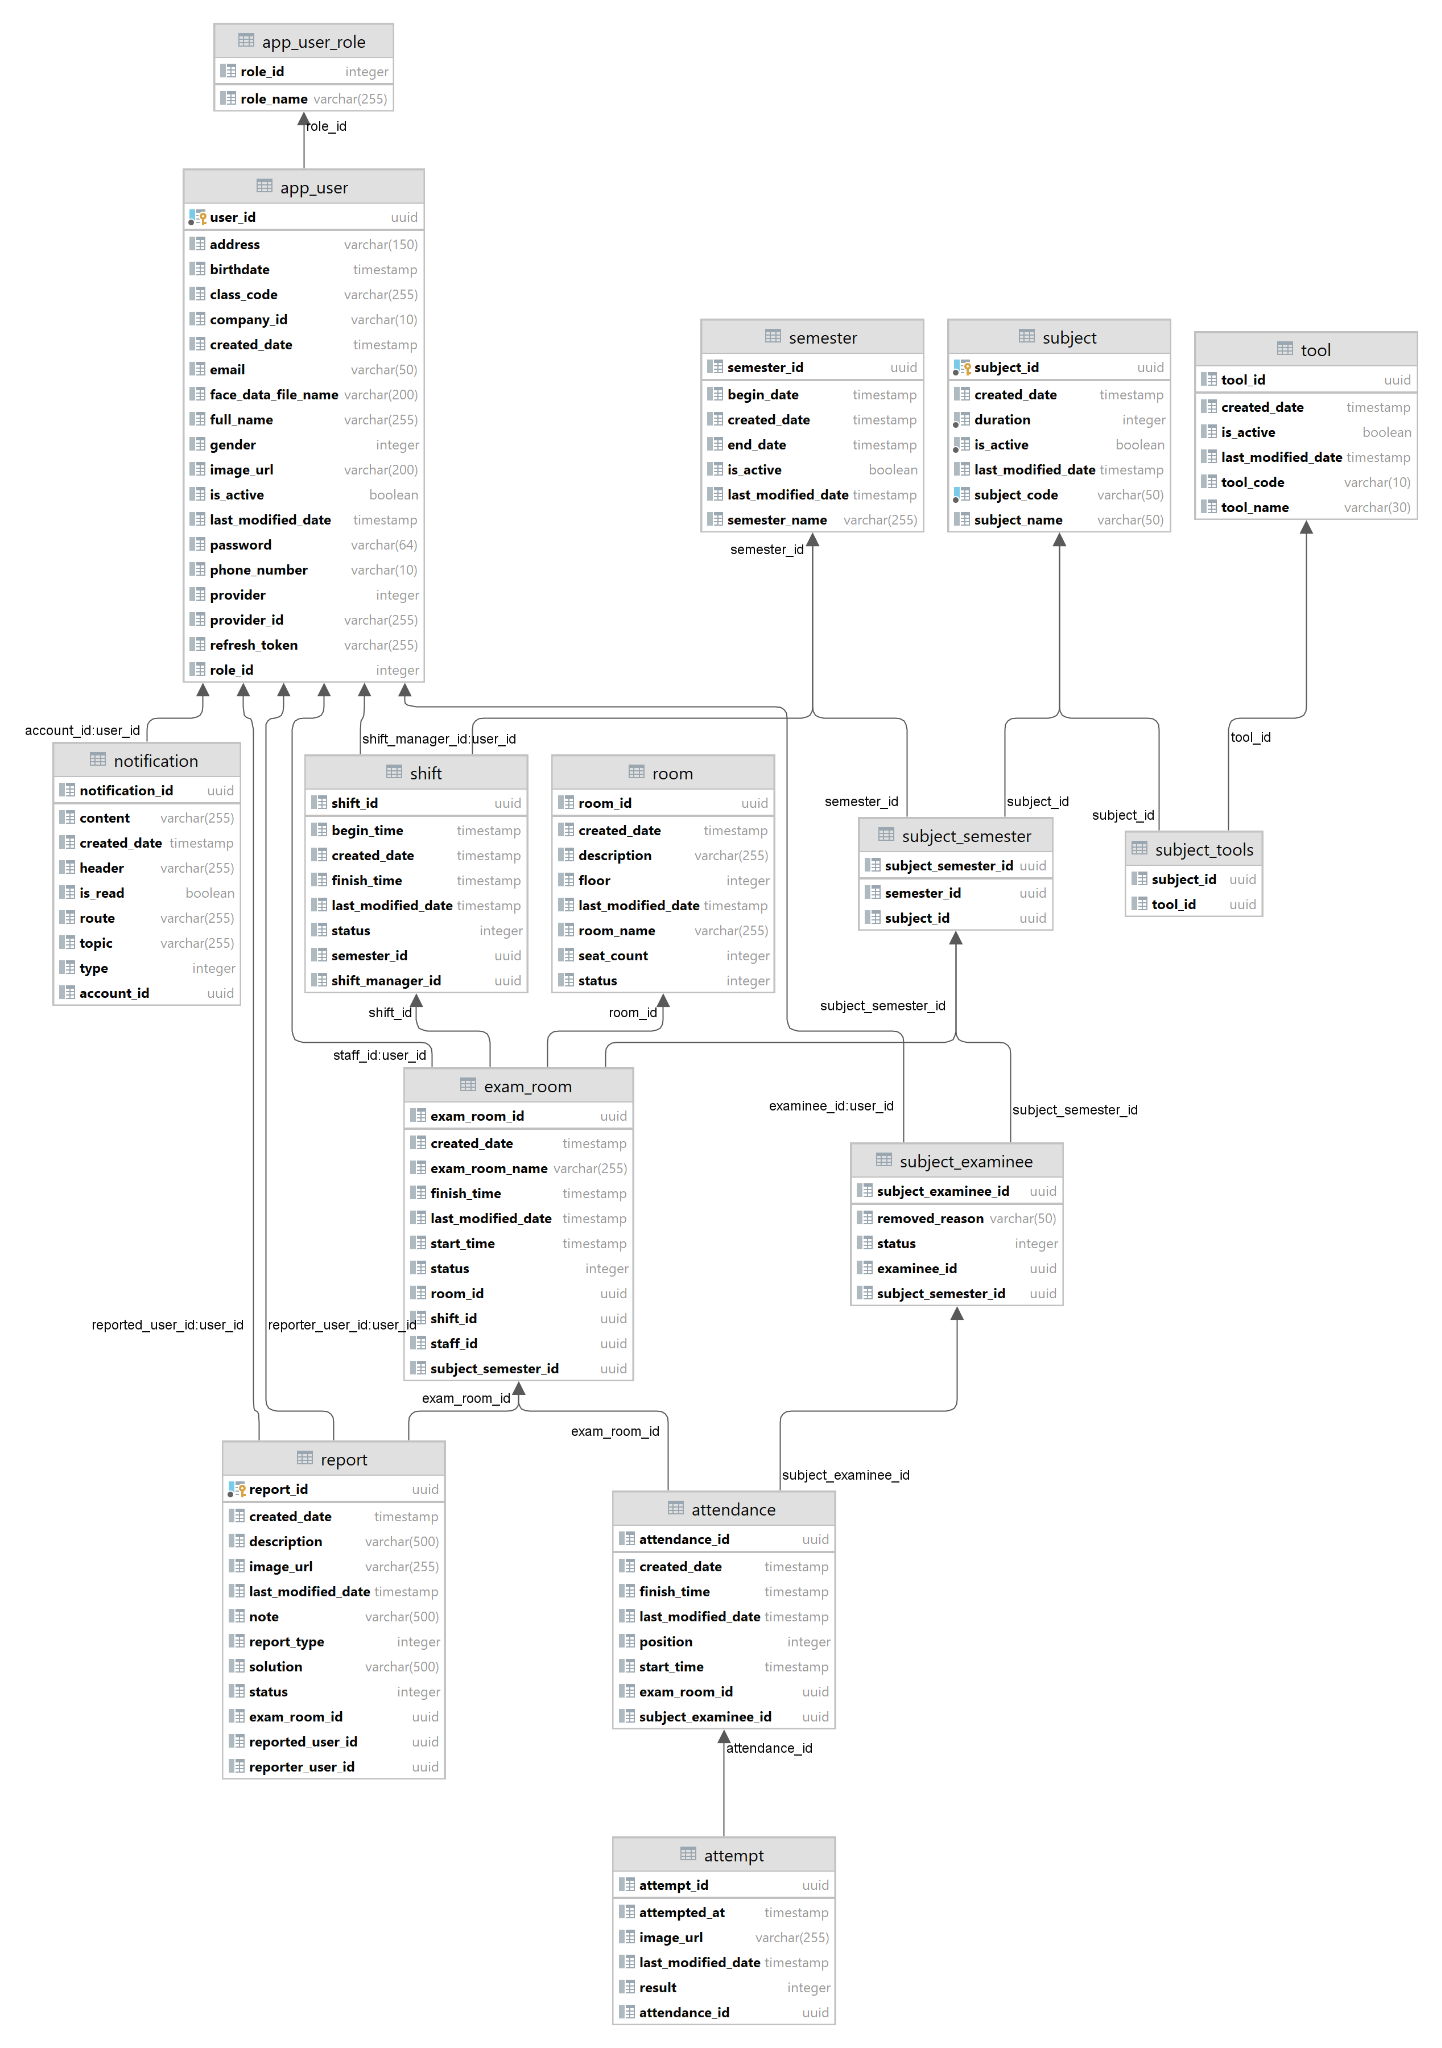 app_user_role
role_id integer
role_name varchar(255)
role_id
app_user
user_id uuid
address varchar(150)
birthdate timestamp
class_code varchar(255)
company_id varchar(10)
created_date timestamp
email varchar(50)
face_data_file_name varchar(200)
full_name varchar(255)
gender integer
image_url varchar(200)
is_active boolean
last_modified_date timestamp
password varchar(64)
phone_number varchar(10)
provider integer
provider_id varchar(255)
refresh_token varchar(255)
role_id integer
semester
semester_id uuid
begin_date timestamp
created_date timestamp
end_date timestamp
is_active boolean
last_modified_date timestamp
semester_name varchar(255)
semester_id
subject
subject_id uuid
created_date timestamp
duration integer
is_active boolean
last_modified_date timestamp
subject_code varchar(50)
subject_name varchar(50)
tool
tool_id uuid
created_date timestamp
is_active boolean
last_modified_date timestamp
tool_code varchar(10)
tool_name varchar(30)
account_id:user_id
shift_manager_id:user_id
tool_id
semester_id
subject_id
subject_id
notification
notification_id uuid
content varchar(255)
created_date timestamp
header varchar(255)
is_read boolean
route varchar(255)
topic varchar(255)
type integer
account_id uuid
shift
shift_id uuid
begin_time timestamp
created_date timestamp
finish_time timestamp
last_modified_date timestamp
status integer
semester_id uuid
shift_manager_id uuid
room
room_id uuid
created_date timestamp
description varchar(255)
floor integer
last_modified_date timestamp
room_name varchar(255)
seat_count integer
status integer
subject_semester
subject_semester_id uuid
semester_id uuid
subject_id uuid
subject_tools
subject_id uuid
tool_id uuid
shift_id
room_id
subject_semester_id
staff_id:user_id
examinee_id:user_id
subject_semester_id
exam_room
exam_room_id uuid
created_date timestamp
exam_room_name varchar(255)
finish_time timestamp
last_modified_date timestamp
start_time timestamp
status integer
room_id uuid
shift_id uuid
staff_id uuid
subject_semester_id uuid
subject_examinee
subject_examinee_id uuid
removed_reason varchar(50)
status integer
examinee_id uuid
subject_semester_id uuid
reported_user_id:user_id
reporter_user_id:user_id
exam_room_id
exam_room_id
subject_examinee_id
report
report_id uuid
created_date timestamp
description varchar(500)
image_url varchar(255)
last_modified_date timestamp
note varchar(500)
report_type integer
solution varchar(500)
status integer
exam_room_id uuid
reported_user_id uuid
reporter_user_id uuid
attendance
attendance_id uuid
created_date timestamp
finish_time timestamp
last_modified_date timestamp
position integer
start_time timestamp
exam_room_id uuid
subject_examinee_id uuid
attendance_id
attempt
attempt_id uuid
attempted_at timestamp
image_url varchar(255)
last_modified_date timestamp
result integer
attendance_id uuid